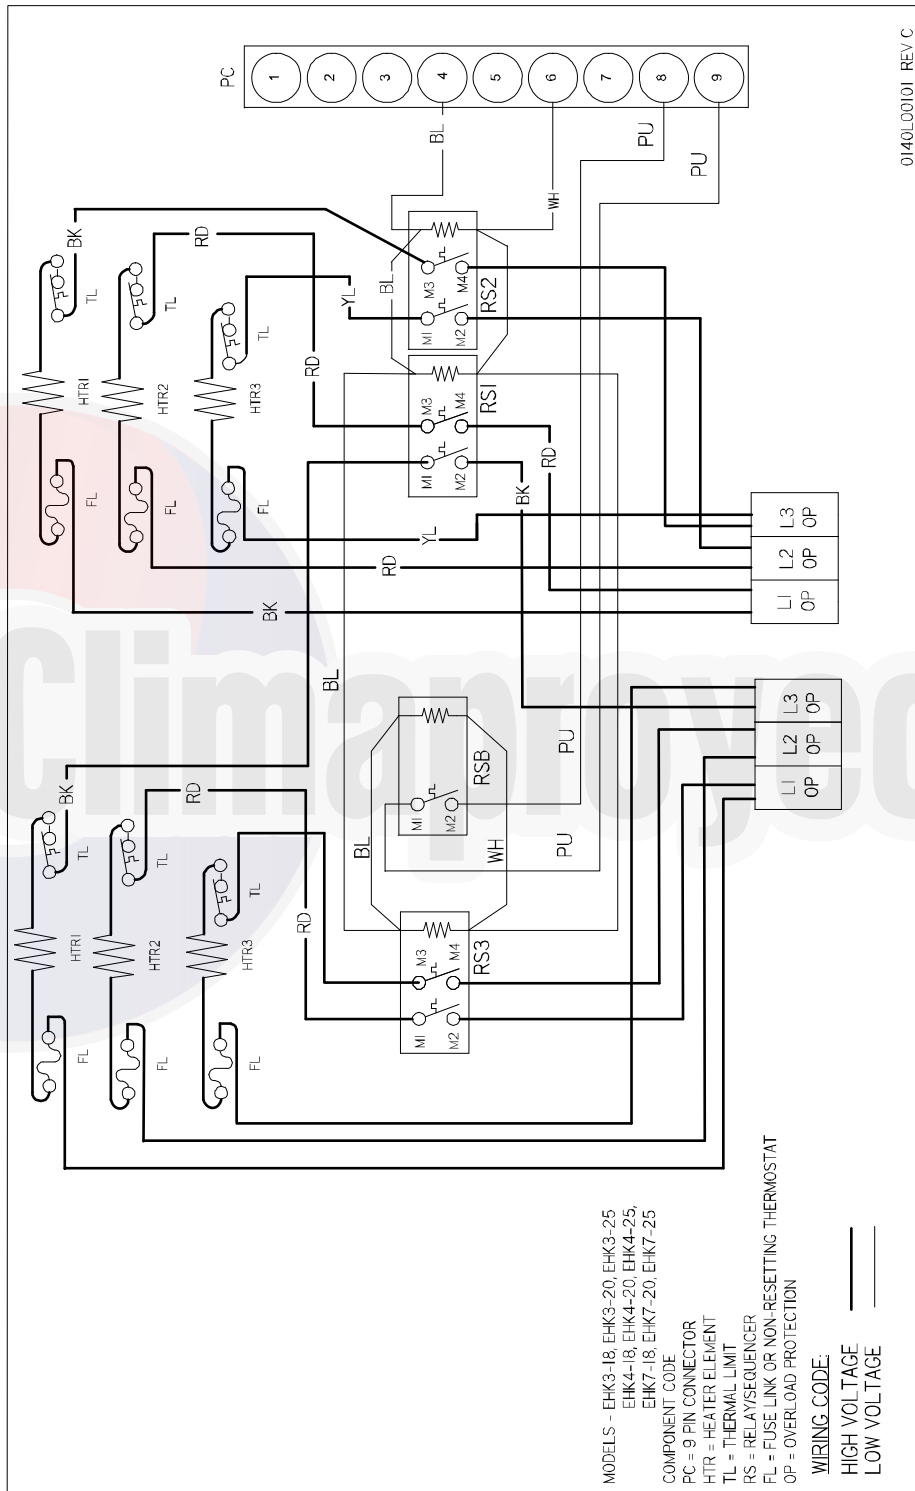 0140L00101 REV C
PC
1
2
3
4
5
6
7
8
9
BL
WH
PU
PU
BK
RD
TL
TL
TL
YL
BL
M3
M4
M1
M2
RS2
HTR1
HTR2
HTR3
RD
M3
M4
M1
M2
RS1
FL
FL
FL
YL
RD
BK
RD
BK
L3
OP
L2
OP
L1
OP
Climaproyec
BL
BK
RD
TL
TL
TL
BL
M1
M2
RSB
WH
PU
PU
L3
OP
L2
OP
L1
OP
HTR1
HTR2
HTR3
RD
M3
M4
M1
M2
RS3
FL
FL
FL
MODELS - EHK3-18, EHK3-20, EHK3-25
EHK4-18, EHK4-20, EHK4-25,
EHK7-18, EHK7-20, EHK7-25
COMPONENT CODE
PC = 9 PIN CONNECTOR
HTR = HEATER ELEMENT
TL = THERMAL LIMIT
RS = RELAY/SEQUENCER
FL = FUSE LINK OR NON-RESETTING THERMOSTAT
OP = OVERLOAD PROTECTION
WIRING CODE:
HIGH VOLTAGE
LOW VOLTAGE